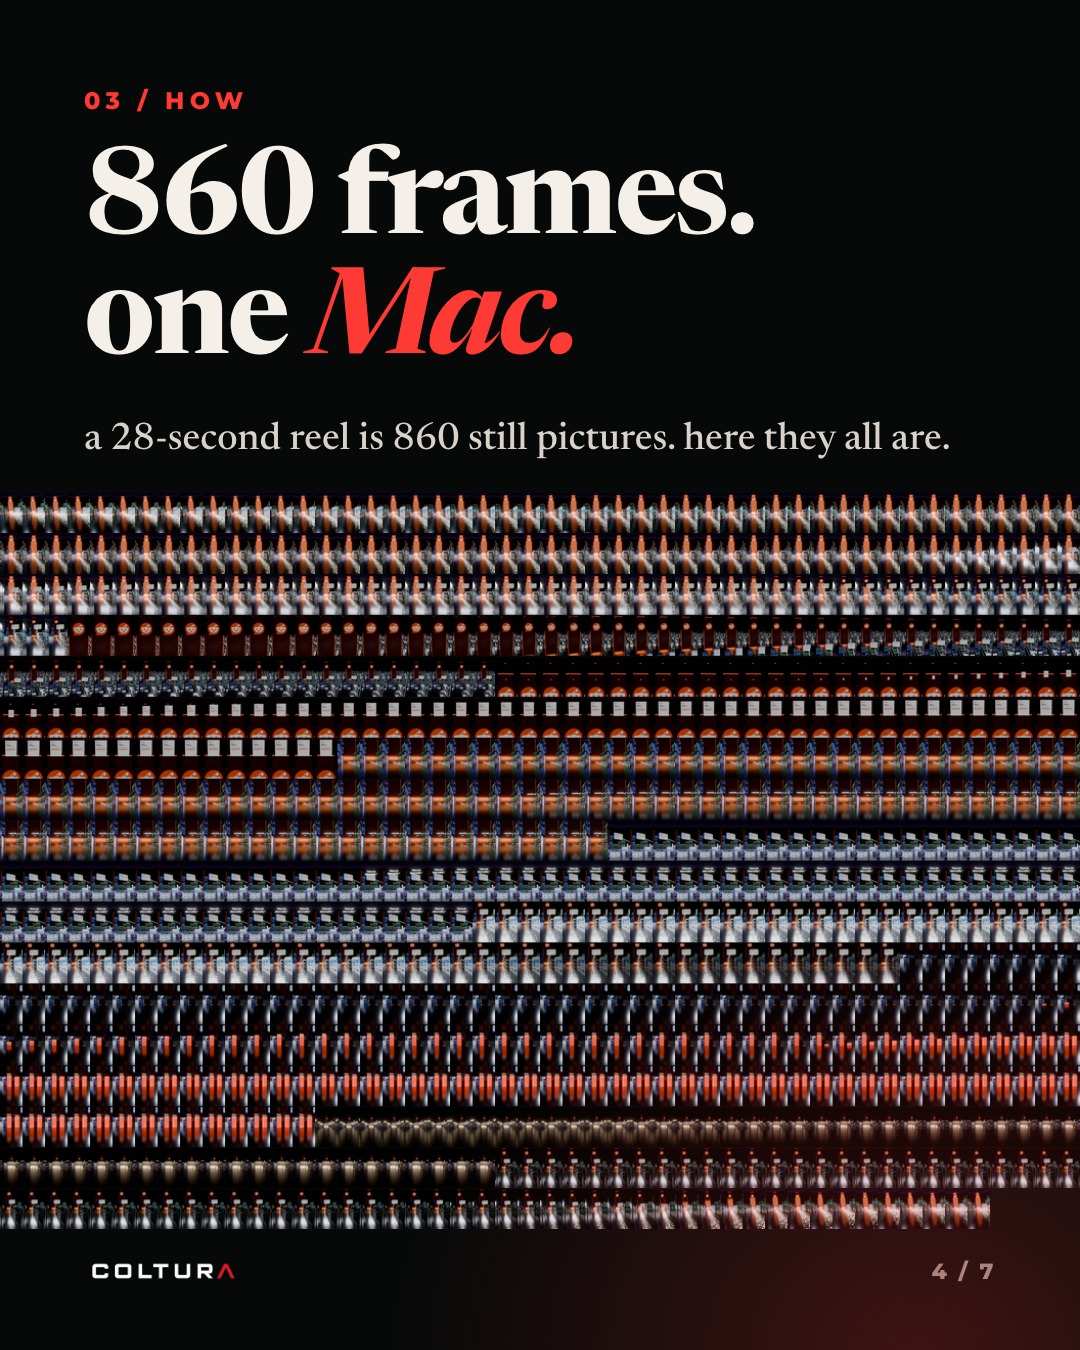 03 / HOW
860 frames.
one Mac.
a 28-second reel is 860 still pictures. here they all are.
COLTURA
4 / 7